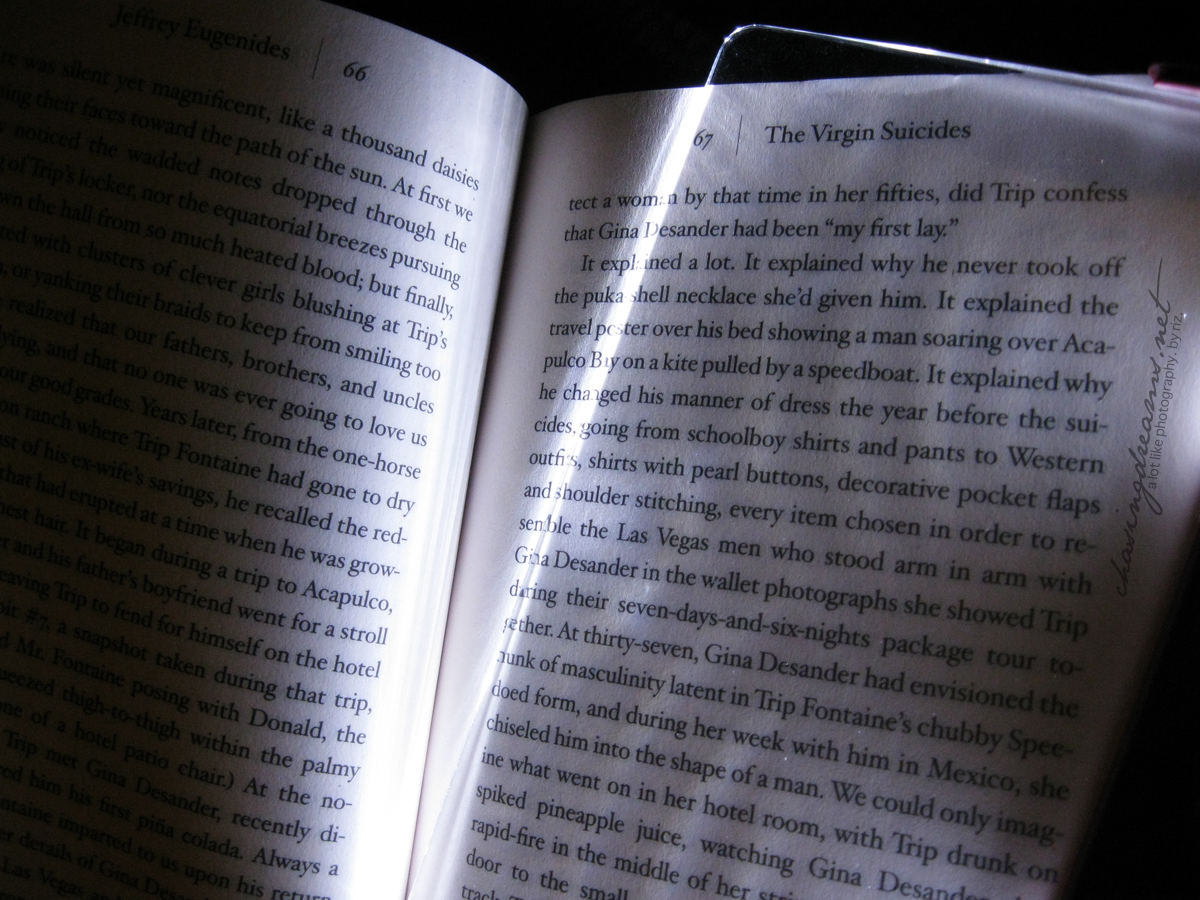 Jeffrey Eugenides | 66
was silent yet magnificent, like a thousand daisies
their faces toward the path of the sun. At first we
noticed the wadded notes dropped through the
of Trip's locker, nor the equatorial breezes pursuing
the hall from so much heated blood; but finally,
with clusters of clever girls blushing at Trip's
or yanking their braids to keep from smiling too
realized that our fathers, brothers, and uncles
and that no one was ever going to love us
our good grades. Years later, from the one-horse
ranch where Trip Fontaine had gone to dry
of his ex-wife's savings, he recalled the red-
that had erupted at a time when he was grow-
hair. It began during a trip to Acapulco,
and his father's boyfriend went for a stroll
Trip to fend for himself on the hotel
#7, a snapshot taken during that trip,
Mr. Fontaine posing with Donald, the
thigh-to-thigh within the palmy
of a hotel patio chair.) At the no-
Trip met Gina Desander, recently di-
him his first piña colada. Always a
imparted to us upon his return
details of Gina
Las Vegas
67 | The Virgin Suicides
tect a woman by that time in her fifties, did Trip confess
that Gina Desander had been “my first lay.”
It explained a lot. It explained why he never took off
the puka shell necklace she'd given him. It explained the
travel poster over his bed showing a man soaring over Aca-
pulco Bay on a kite pulled by a speedboat. It explained why
he changed his manner of dress the year before the sui-
cides, going from schoolboy shirts and pants to Western
outfits, shirts with pearl buttons, decorative pocket flaps
and shoulder stitching, every item chosen in order to re-
semble the Las Vegas men who stood arm in arm with
Gina Desander in the wallet photographs she showed Trip
during their seven-days-and-six-nights package tour to-
gether. At thirty-seven, Gina Desander had envisioned the
hunk of masculinity latent in Trip Fontaine's chubby Spee-
doed form, and during her week with him in Mexico, she
chiseled him into the shape of a man. We could only imag-
ine what went on in her hotel room, with Trip drunk on
spiked pineapple juice, watching Gina Desander
rapid-fire in the middle of her
door to the small
chasingdreams.net
a lot like photography. by riz.